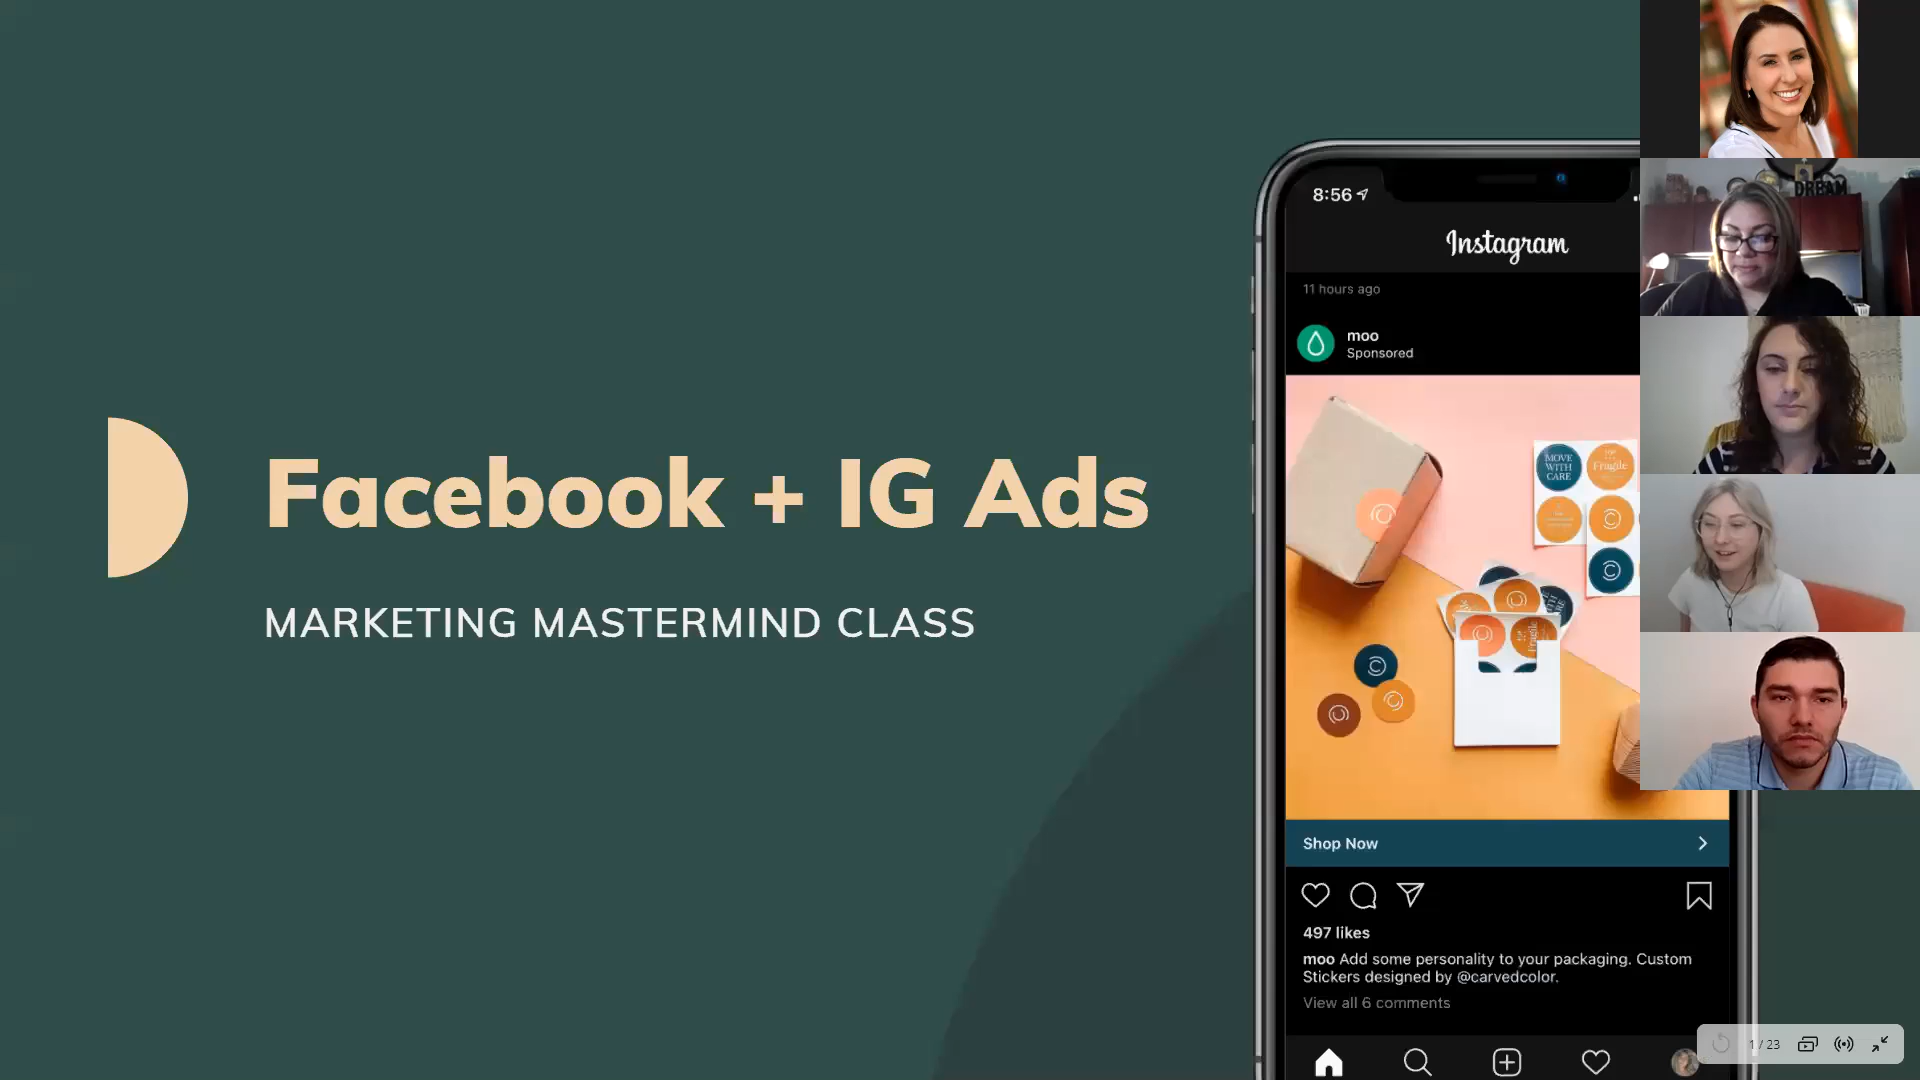 Facebook + IG Ads
MARKETING MASTERMIND CLASS
8:56
Instagram
11 hours ago
moo
Sponsored
MOVE
WITH
CARE
Fragile
Shop Now
497 likes
moo Add some personality to your packaging. Custom
Stickers designed by @carvedcolor.
View all 6 comments
DREAM
1 / 23